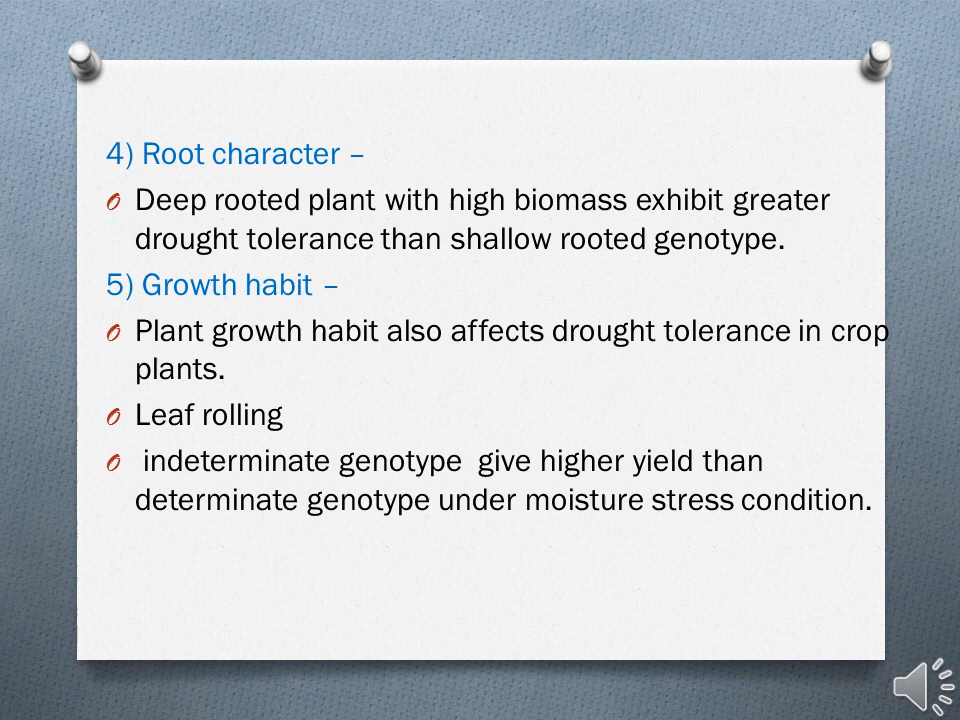 4) Root character –
Deep rooted plant with high biomass exhibit greater
drought tolerance than shallow rooted genotype.
5) Growth habit –
Plant growth habit also affects drought tolerance in crop
plants.
Leaf rolling
indeterminate genotype  give higher yield than
determinate genotype under moisture stress condition.